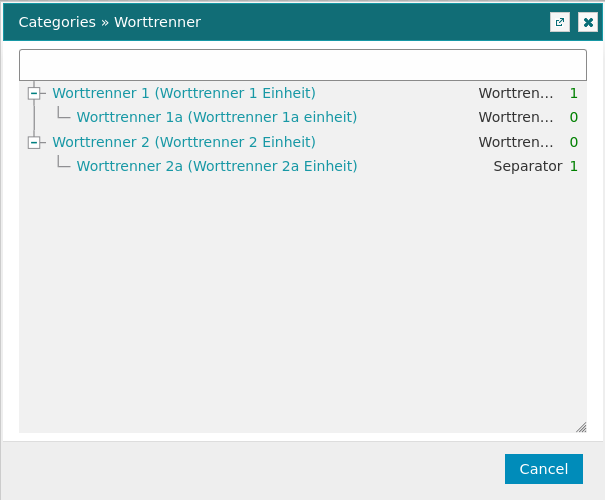 Categories » Worttrenner
Worttrenner 1 (Worttrenner 1 Einheit) Worttren... 1
Worttrenner 1a (Worttrenner 1a einheit) Worttren... 0
Worttrenner 2 (Worttrenner 2 Einheit) Worttren... 0
Worttrenner 2a (Worttrenner 2a Einheit) Separator 1
Cancel